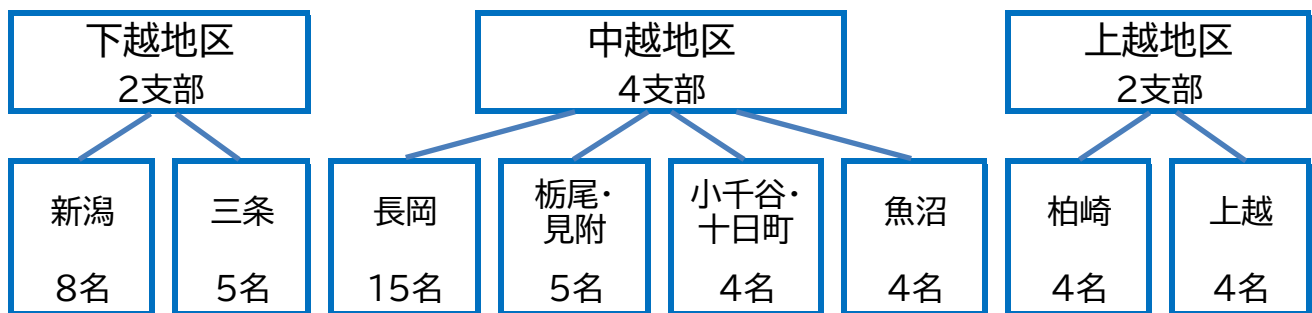 下越地区
2支部
中越地区
4支部
上越地区
2支部
新潟
8名
三条
5名
長岡
15名
栃尾・
見附
5名
小千谷・
十日町
4名
魚沼
4名
柏崎
4名
上越
4名